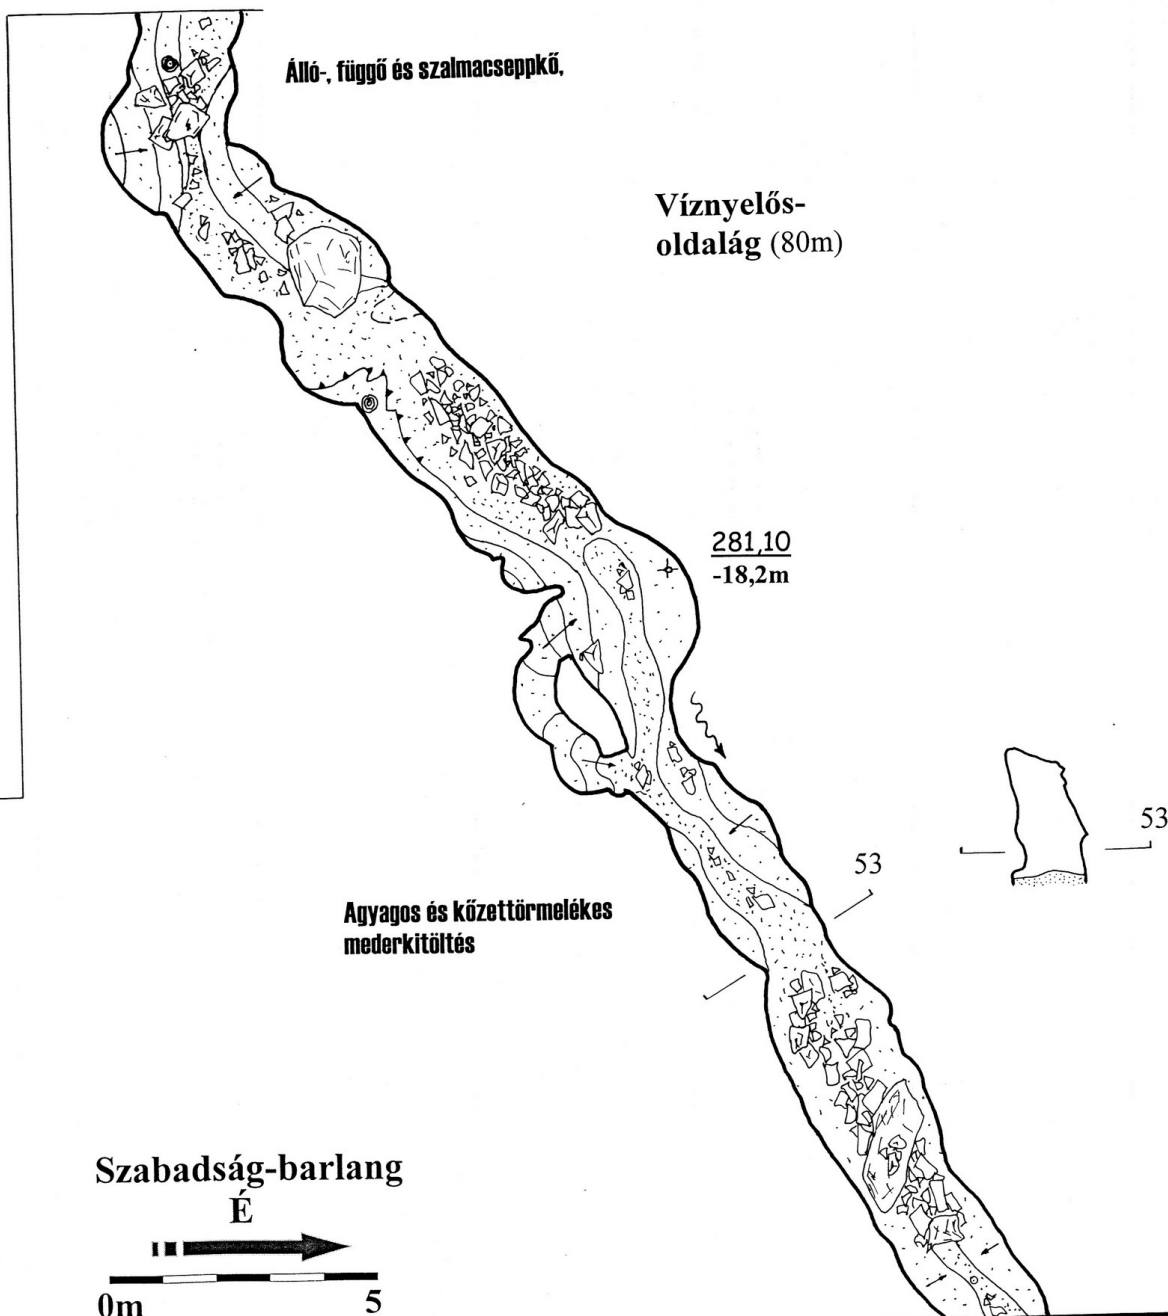 Álló-, függő és szalmacseppkő,
Víznyelős-
oldalág (80m)
281,10
-18,2m
53
53
Agyagos és kőzettörmelékes
mederkitöltés
Szabadság-barlang
É
0m 5